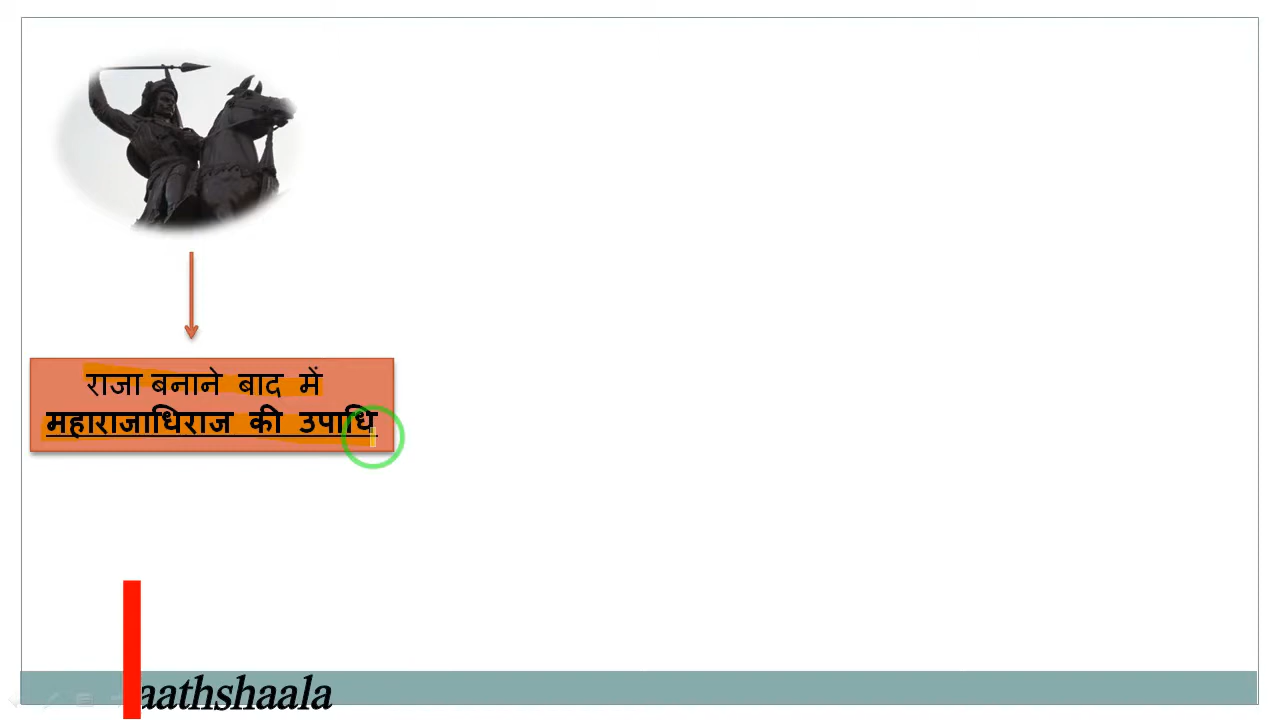 राजा बनाने बाद में
महाराजाधिराज की उपाधि
aathshaala